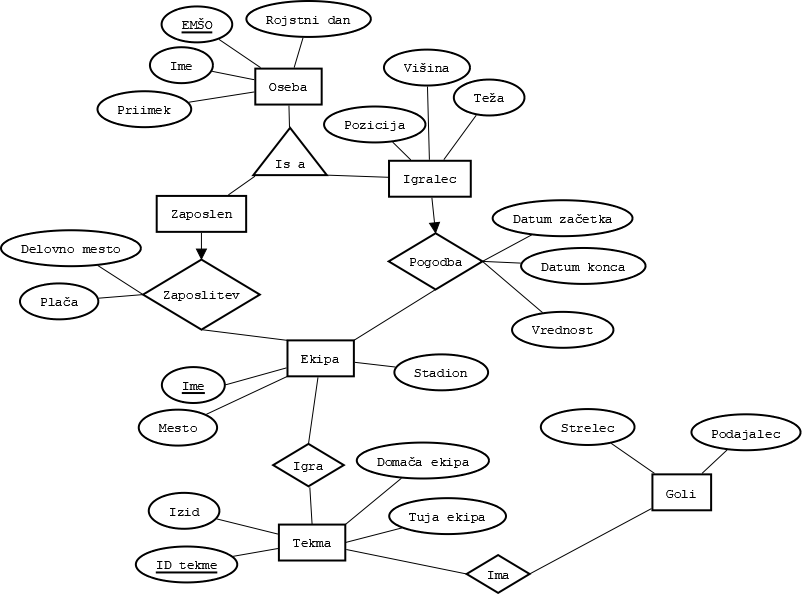 EMŠO
Rojstni dan
Ime
Oseba
Priimek
Višina
Teža
Pozicija
Is a
Igralec
Zaposlen
Datum začetka
Delovno mesto
Pogodba
Datum konca
Plača
Zaposlitev
Vrednost
Ekipa
Stadion
Ime
Mesto
Strelec
Podajalec
Igra
Domača ekipa
Goli
Izid
Tuja ekipa
Tekma
ID tekme
Ima